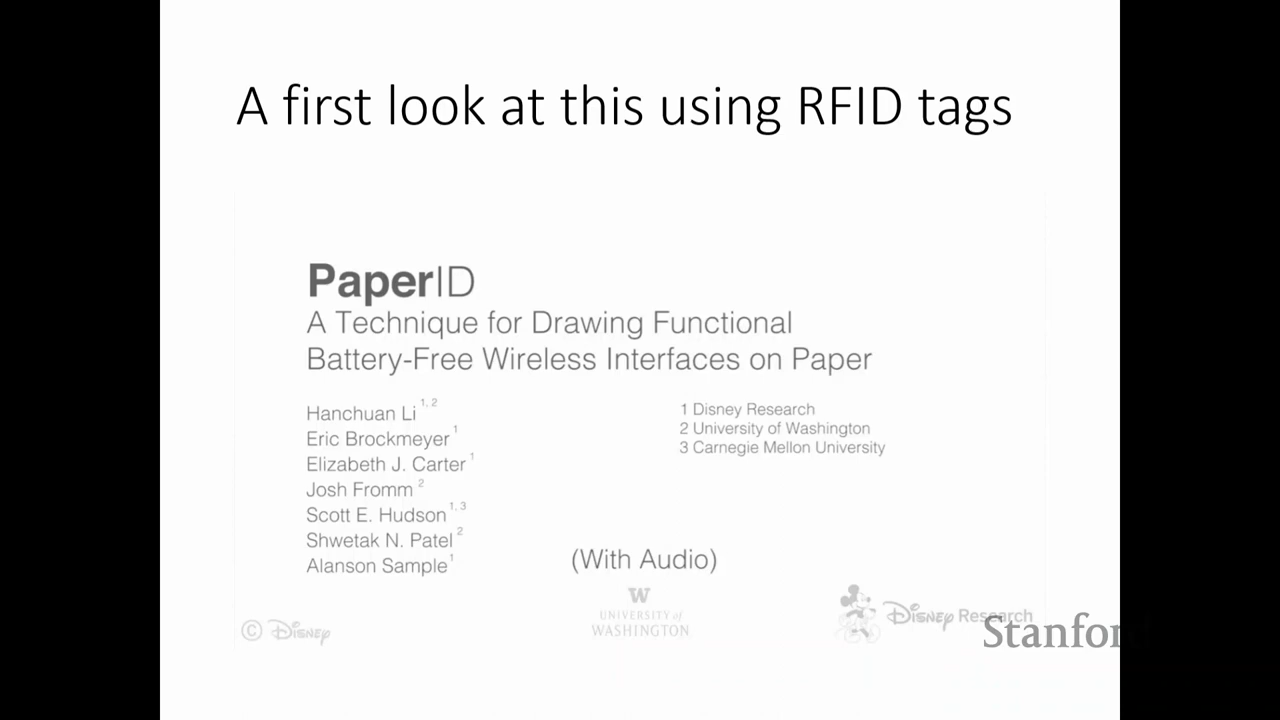 A first look at this using RFID tags
PaperID
A Technique for Drawing Functional
Battery-Free Wireless Interfaces on Paper
Hanchuan Li 1, 2
Eric Brockmeyer 1
Elizabeth J. Carter 1
Josh Fromm 2
Scott E. Hudson 1, 3
Shwetak N. Patel 2
Alanson Sample 1
1 Disney Research
2 University of Washington
3 Carnegie Mellon University
(With Audio)
© Disney
W
UNIVERSITY of
WASHINGTON
Disney Research
Stanford